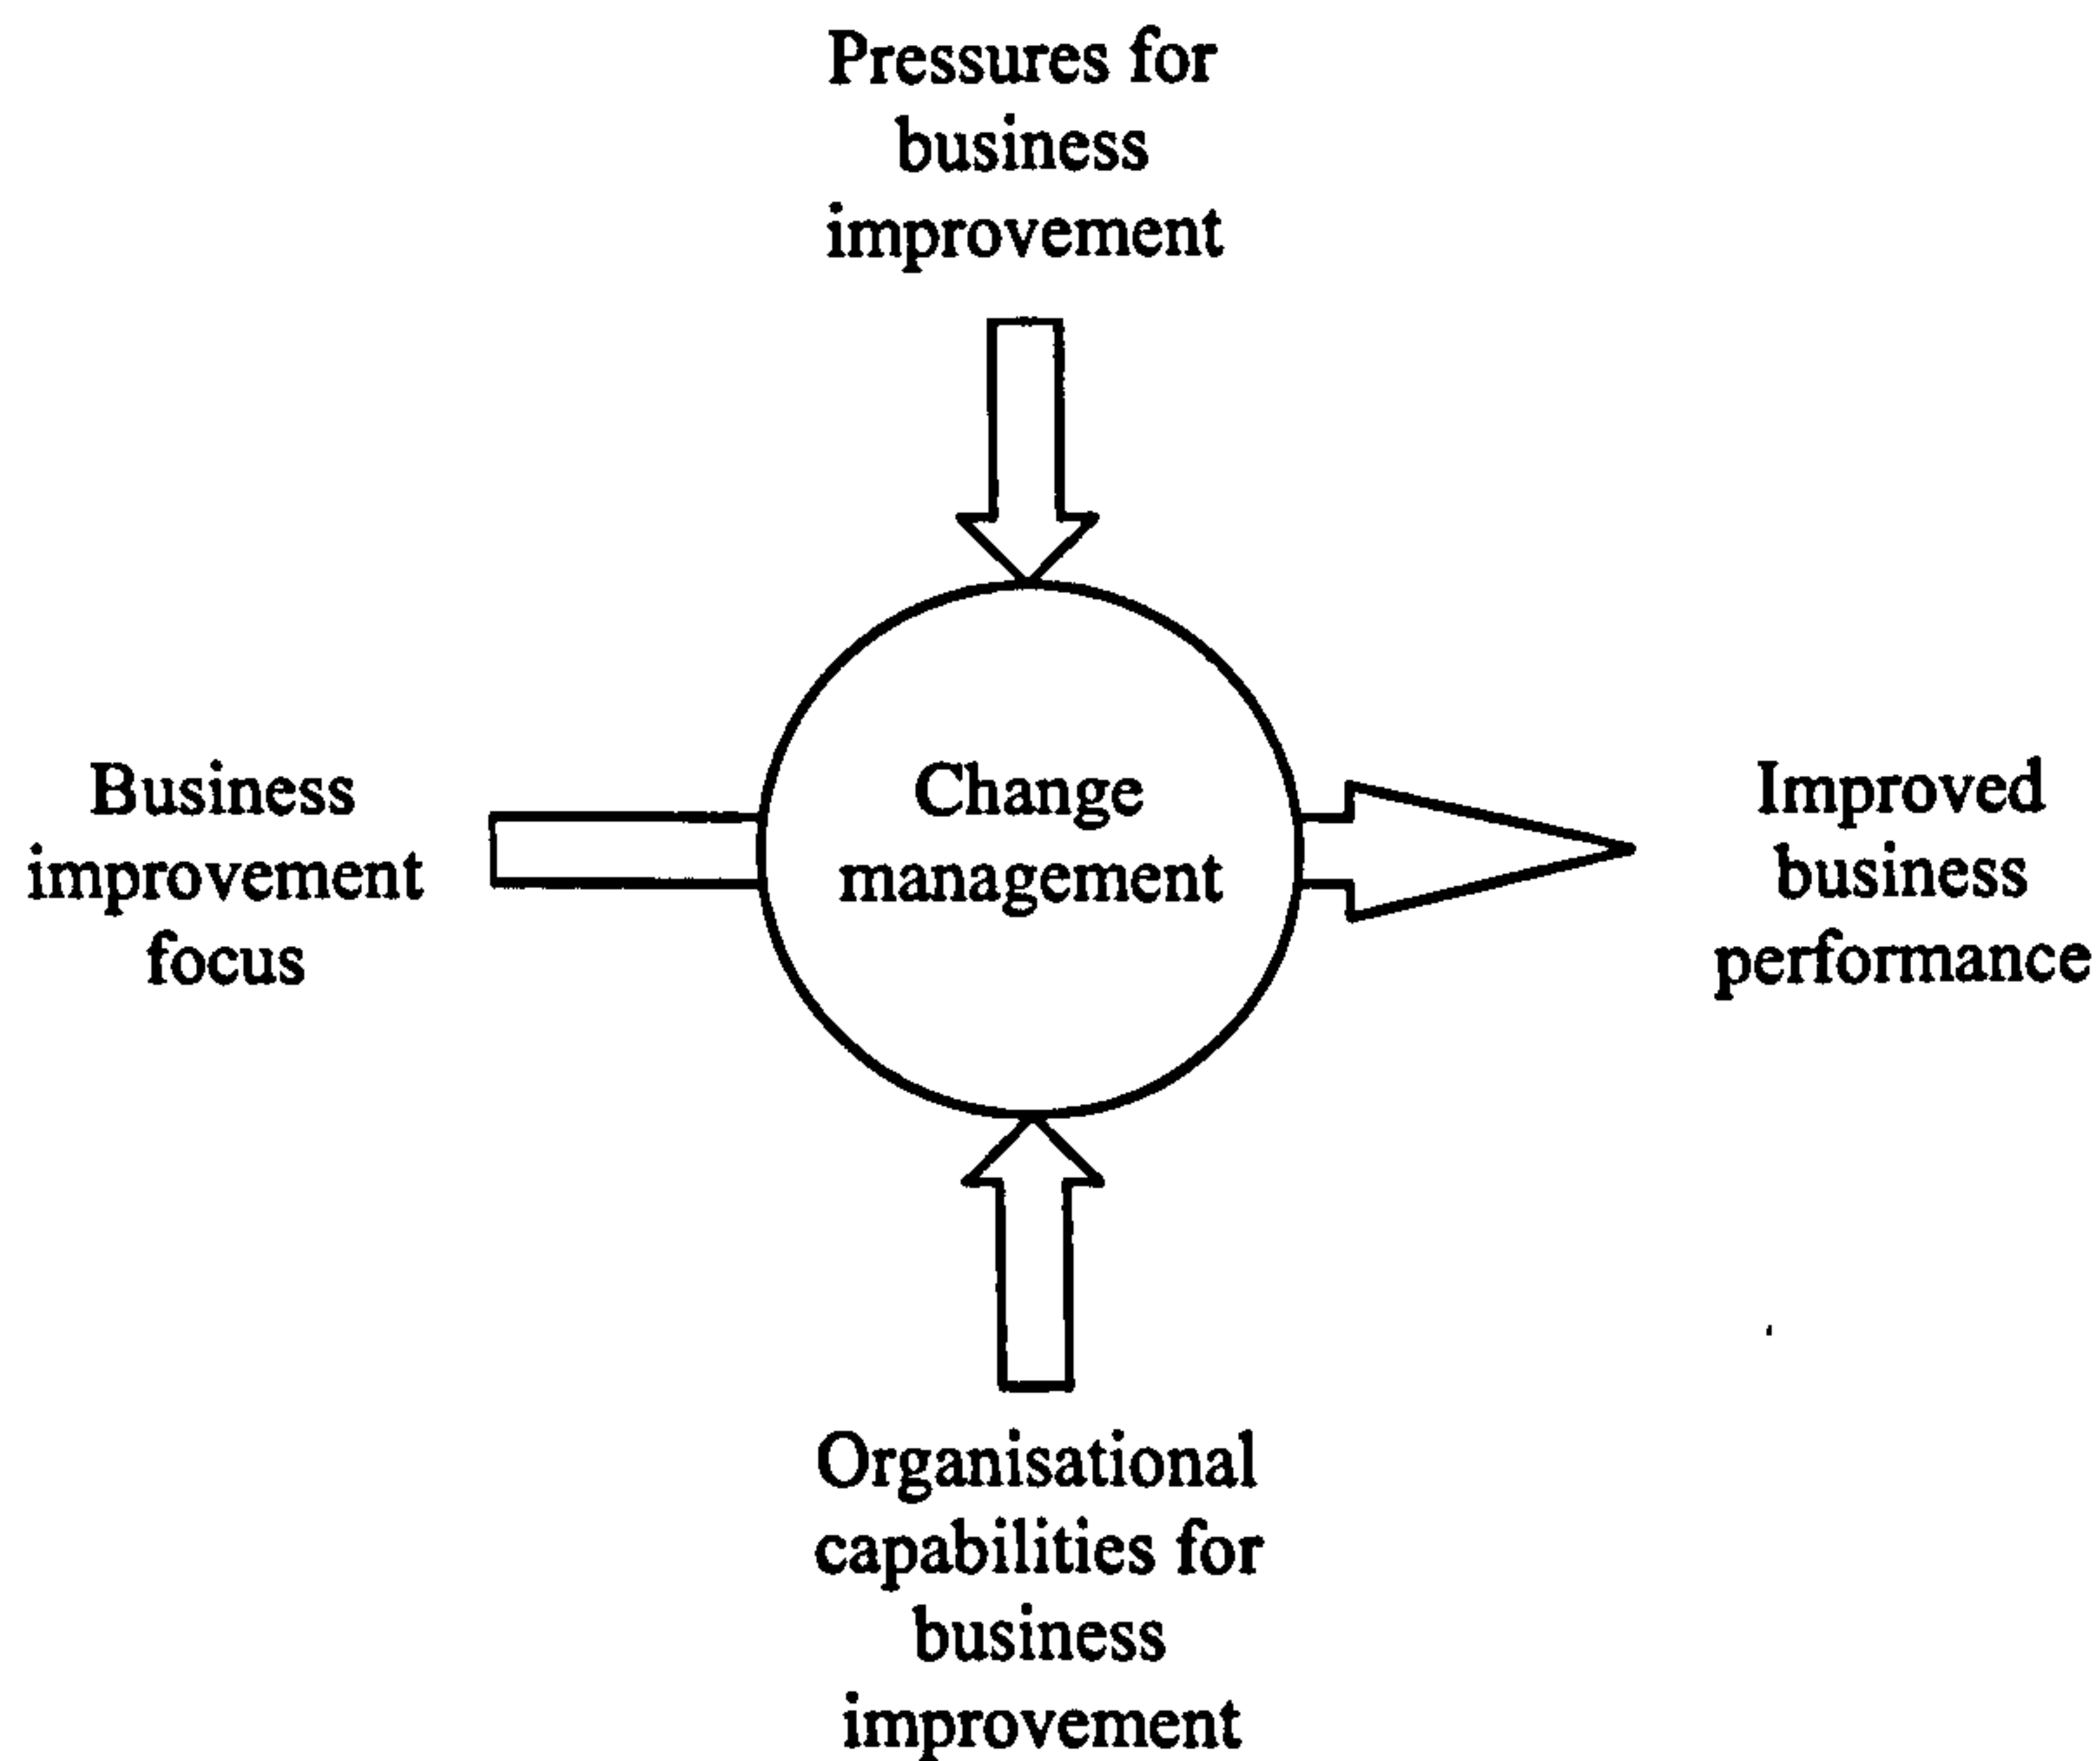 Pressures for
business
improvement
Business
improvement
focus
Change
management
Improved
business
performance
Organisational
capabilities for
business
improvement